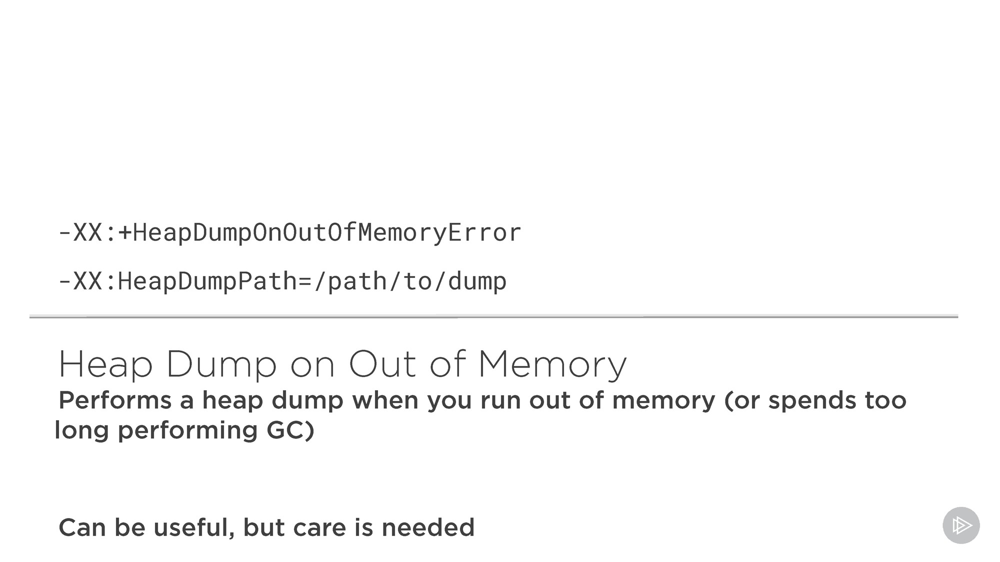 -XX:+HeapDumpOnOutOfMemoryError
-XX:HeapDumpPath=/path/to/dump
Heap Dump on Out of Memory
Performs a heap dump when you run out of memory (or spends too
long performing GC)
Can be useful, but care is needed